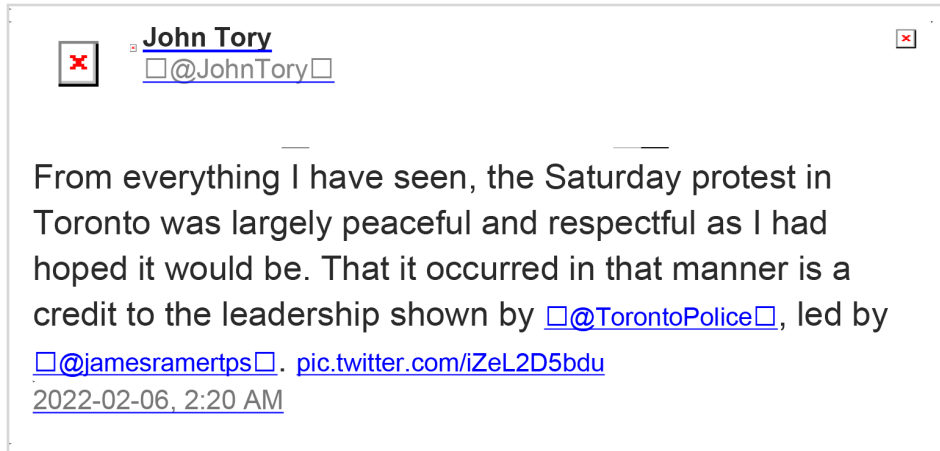 John Tory
□@JohnTory□
From everything I have seen, the Saturday protest in
Toronto was largely peaceful and respectful as I had
hoped it would be. That it occurred in that manner is a
credit to the leadership shown by □@TorontoPolice□, led by
□@jamesramertps□. pic.twitter.com/iZeL2D5bdu
2022-02-06, 2:20 AM